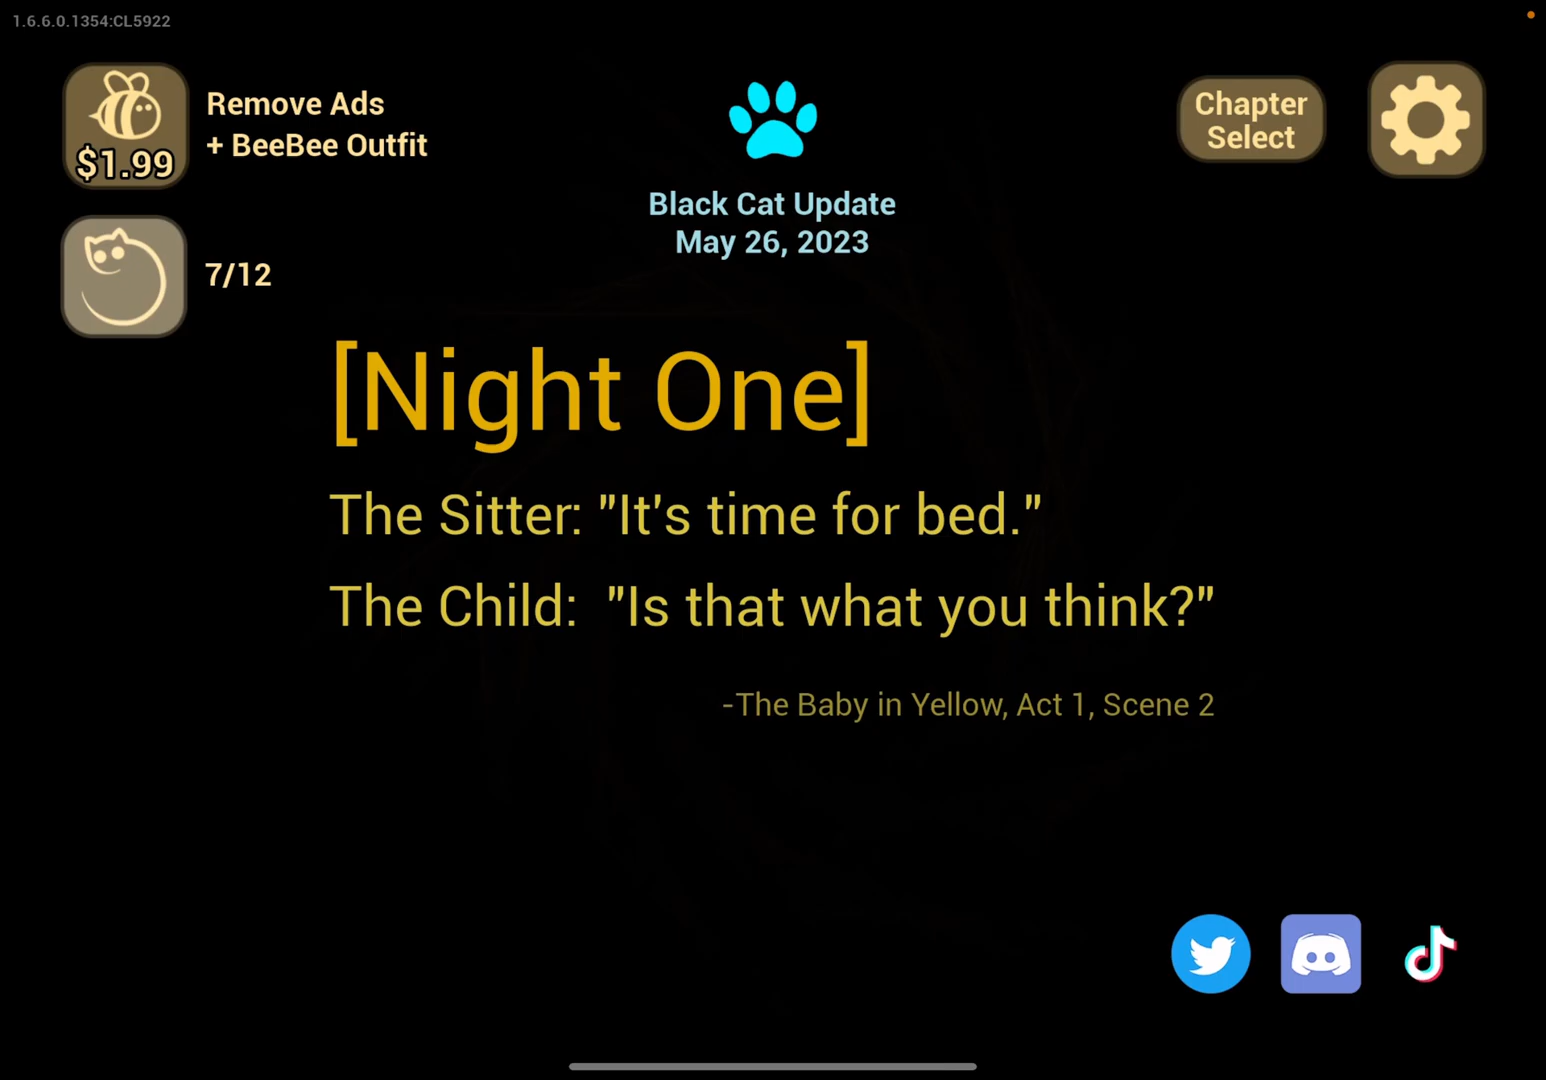 1.6.6.0.1354:CL5922
Remove Ads
+ BeeBee Outfit
$1.99
7/12
Black Cat Update
May 26, 2023
Chapter
Select
[Night One]
The Sitter: "It's time for bed."
The Child:  "Is that what you think?"
-The Baby in Yellow, Act 1, Scene 2